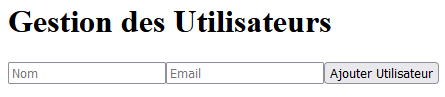 Gestion des Utilisateurs
Nom Email Ajouter Utilisateur